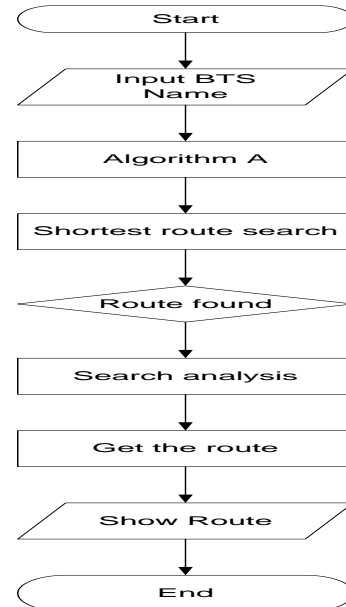 Start
Input BTS
Name
Algorithm A
Shortest route search
Route found
Search analysis
Get the route
Show Route
End